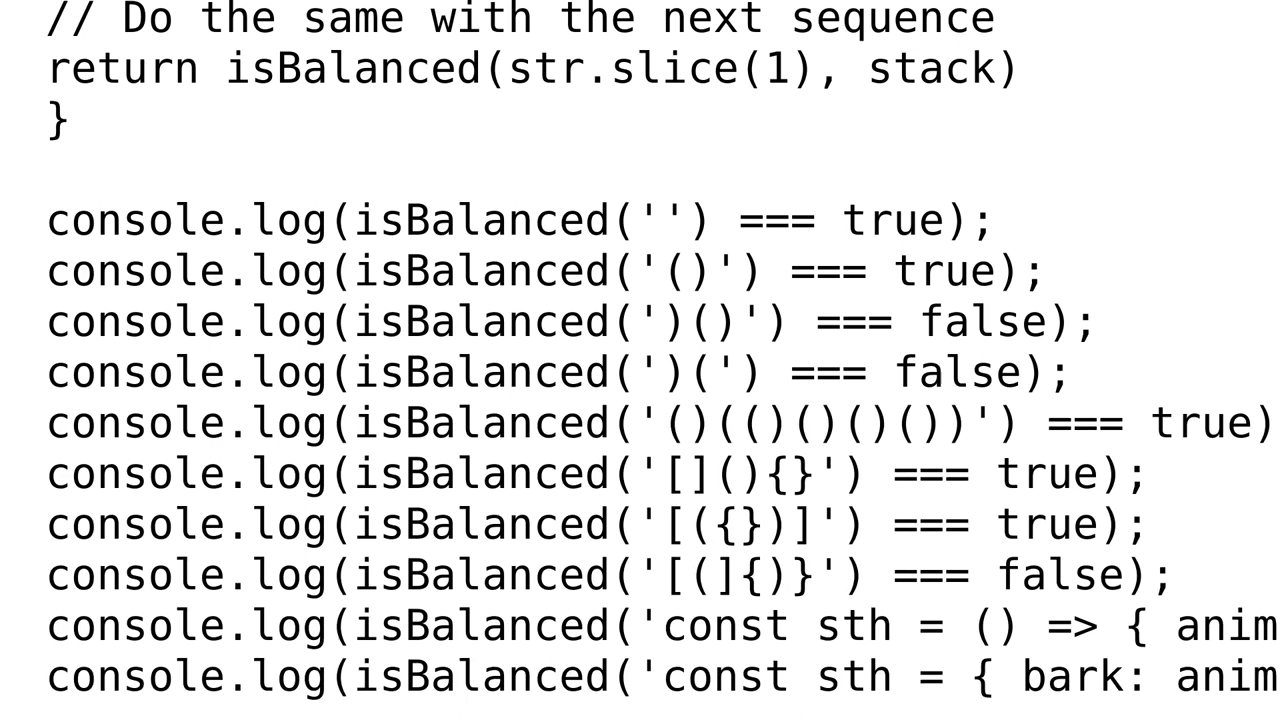 // Do the same with the next sequence
return isBalanced(str.slice(1), stack)
}
console.log(isBalanced('') === true);
console.log(isBalanced('()') === true);
console.log(isBalanced(')()') === false);
console.log(isBalanced(')(') === false);
console.log(isBalanced('()(()()()())') === true)
console.log(isBalanced('[](){}') === true);
console.log(isBalanced('[({})]') === true);
console.log(isBalanced('[(]{)}') === false);
console.log(isBalanced('const sth = () => { anim
console.log(isBalanced('const sth = { bark: anim